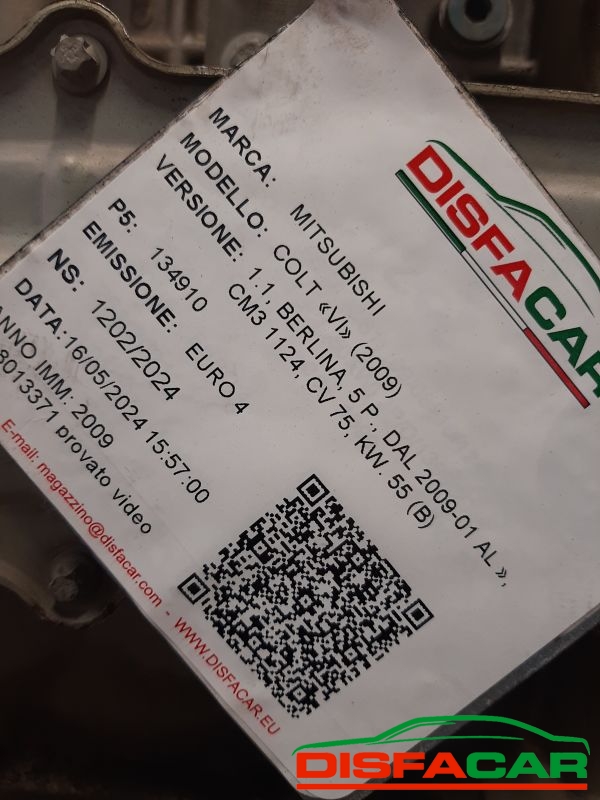 DISFACAR
MARCA: MITSUBISHI
MODELLO: COLT «VI» (2009)
VERSIONE: 1.1, BERLINA, 5 P., DAL 2009-01 AL »,
CM3 1124, CV 75, KW. 55 (B)
P5: 134910
EMISSIONE: EURO 4
NS: 1202/2024
DATA:16/05/2024 15:57:00
ANNO IMM: 2009
8013371 provato video
E-mail: magazzino@disfacar.com - WWW.DISFACAR.EU
DISFACAR